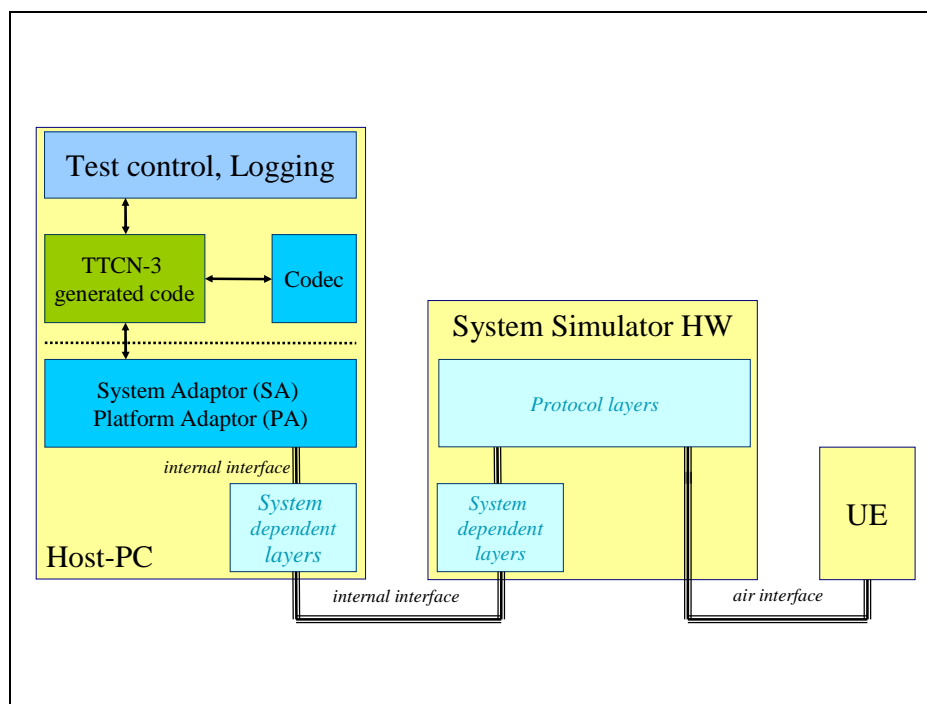 Test control, Logging
TTCN-3
generated code
Codec
System Adaptor (SA)
Platform Adaptor (PA)
internal interface
System
dependent
layers
Host-PC
internal interface
System Simulator HW
Protocol layers
System
dependent
layers
air interface
UE